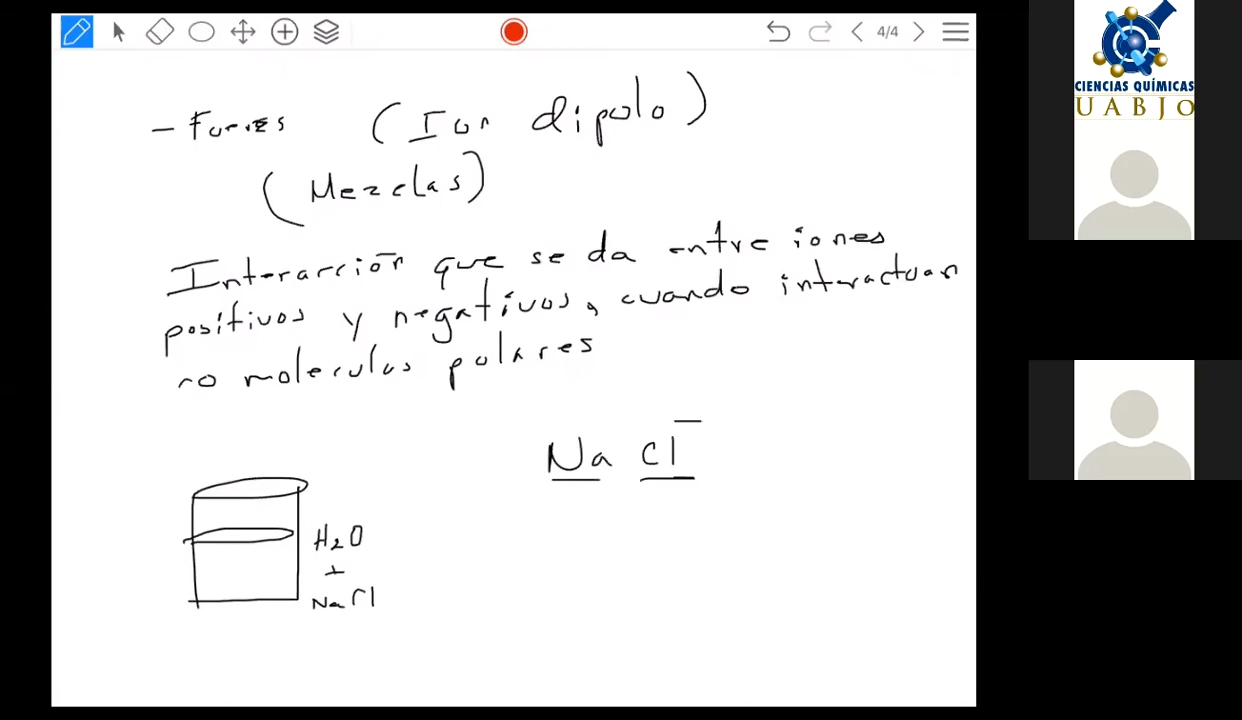 4/4
- Fuerzas (Ion dipolo)
(Mezclas)
Interacción que se da entre iones
positivos y negativos, cuando interactuan
co moleculas polares
Na Cl⁻
H₂O
+
NaCl
CIENCIAS QUÍMICAS
UABJO